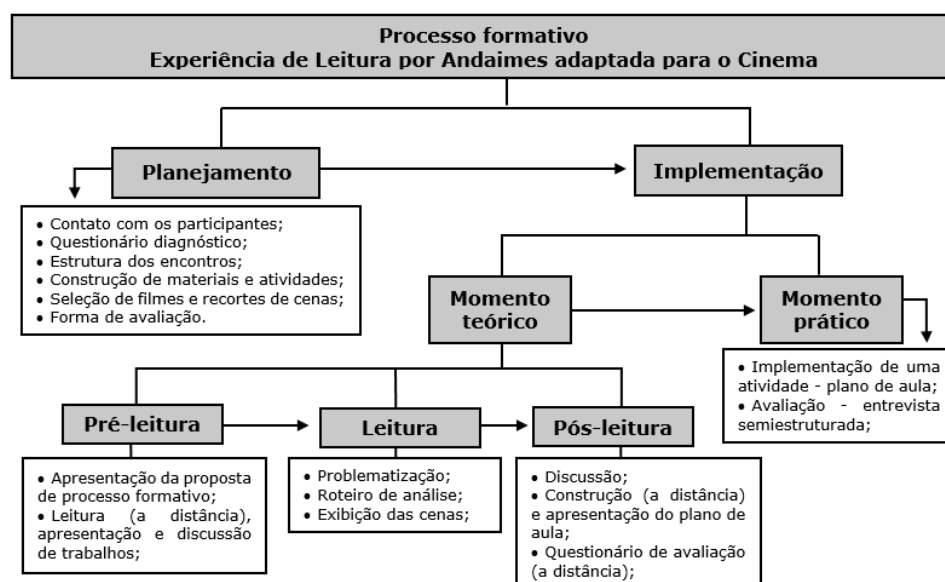 Processo formativo
Experiência de Leitura por Andaimes adaptada para o Cinema
Planejamento
Implementação
• Contato com os participantes;
• Questionário diagnóstico;
• Estrutura dos encontros;
• Construção de materiais e atividades;
• Seleção de filmes e recortes de cenas;
• Forma de avaliação.
Momento
teórico
Momento
prático
• Implementação de uma
atividade - plano de aula;
• Avaliação - entrevista
semiestruturada;
Pré-leitura
Leitura
Pós-leitura
• Apresentação da proposta
de processo formativo;
• Leitura (a distância),
apresentação e discussão
de trabalhos;
• Problematização;
• Roteiro de análise;
• Exibição das cenas;
• Discussão;
• Construção (a distância)
e apresentação do plano de
aula;
• Questionário de avaliação
(a distância);